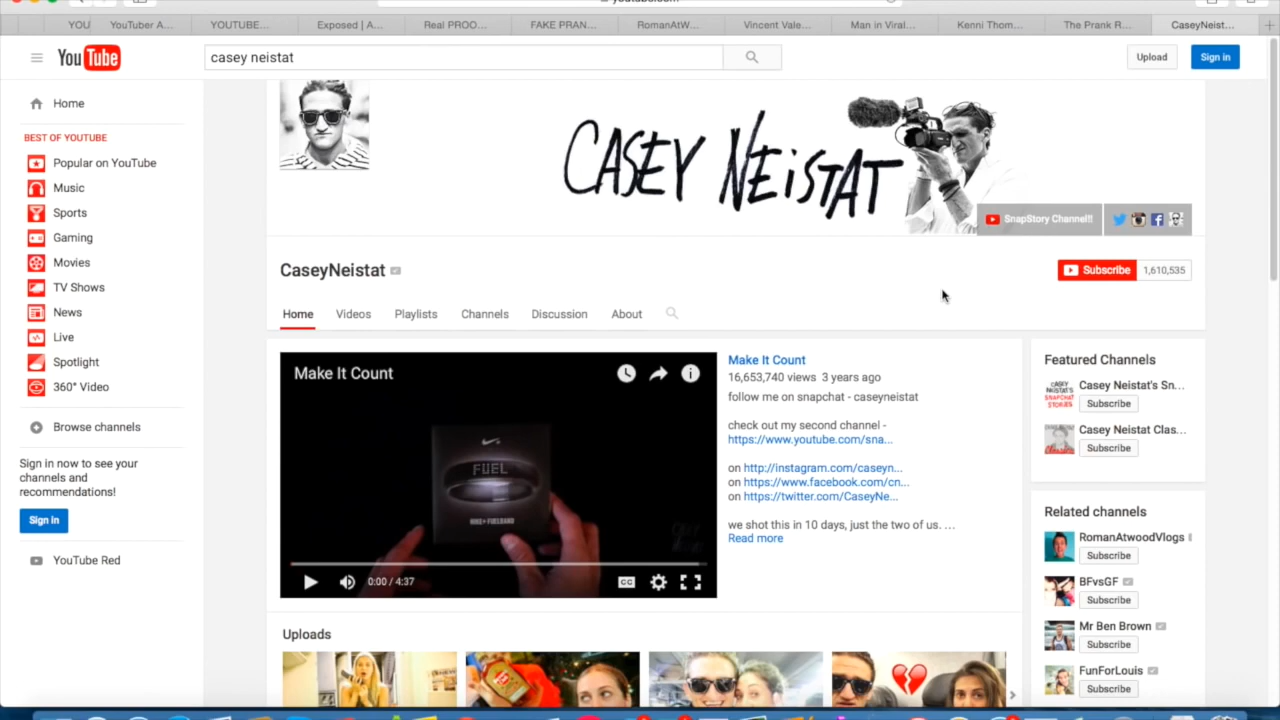 YOU
YouTuber A...
YOUTUBE...
Exposed | A...
Real PROO...
FAKE PRAN...
RomanAtW...
Vincent Vale...
Man in Viral...
Kenni Thom...
The Prank R...
CaseyNeist...
YouTube
casey neistat
Upload
Sign in
Home
BEST OF YOUTUBE
Popular on YouTube
Music
Sports
Gaming
Movies
TV Shows
News
Live
Spotlight
360° Video
Browse channels
Sign in now to see your
channels and
recommendations!
Sign in
YouTube Red
CASEY NEiSTAT
SnapStory Channel!!
CaseyNeistat
Subscribe 1,610,535
Home Videos Playlists Channels Discussion About
Make It Count
FUEL
NIKE+ FUELBAND
0:00 / 4:37
CC
Make It Count
16,653,740 views 3 years ago
follow me on snapchat - caseyneistat
check out my second channel -
https://www.youtube.com/sna...
on http://instagram.com/caseyn...
on https://www.facebook.com/cn...
on https://twitter.com/CaseyNe...
we shot this in 10 days, just the two of us. ...
Read more
Uploads
Featured Channels
CASEY
NEISTAT'S
SNAPCHAT
STORIES
Casey Neistat's Sn...
Subscribe
Casey Neistat Clas...
Subscribe
Related channels
RomanAtwoodVlogs
Subscribe
BFvsGF
Subscribe
Mr Ben Brown
Subscribe
FunForLouis
Subscribe